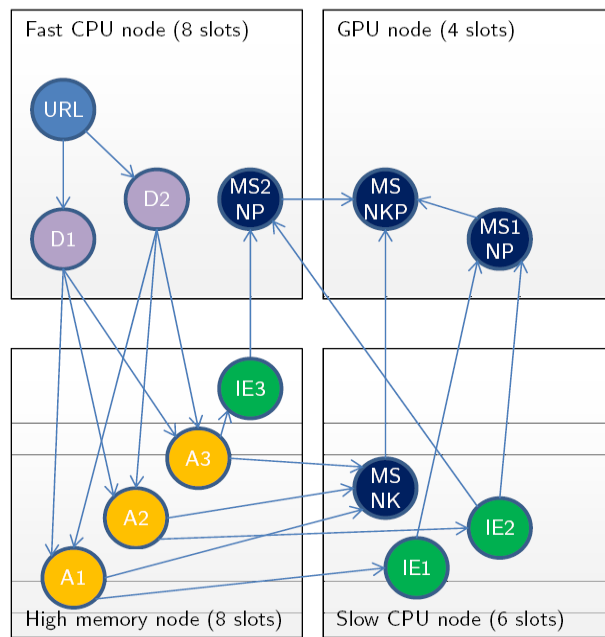 Fast CPU node (8 slots)
GPU node (4 slots)
URL
D2
MS2
NP
MS
NKP
D1
MS1
NP
IE3
A3
MS
NK
A2
IE2
IE1
A1
High memory node (8 slots)
Slow CPU node (6 slots)